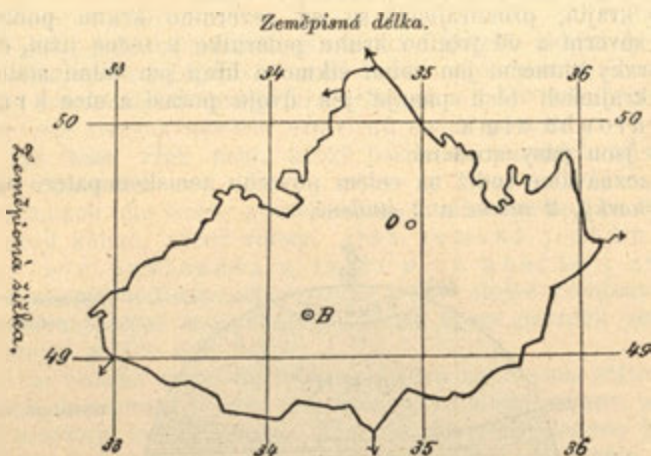 Zeměpisná délka.
33 34 35 36
50 50
Zeměpisná šířka.
O
B
49 49
33 34 35 36